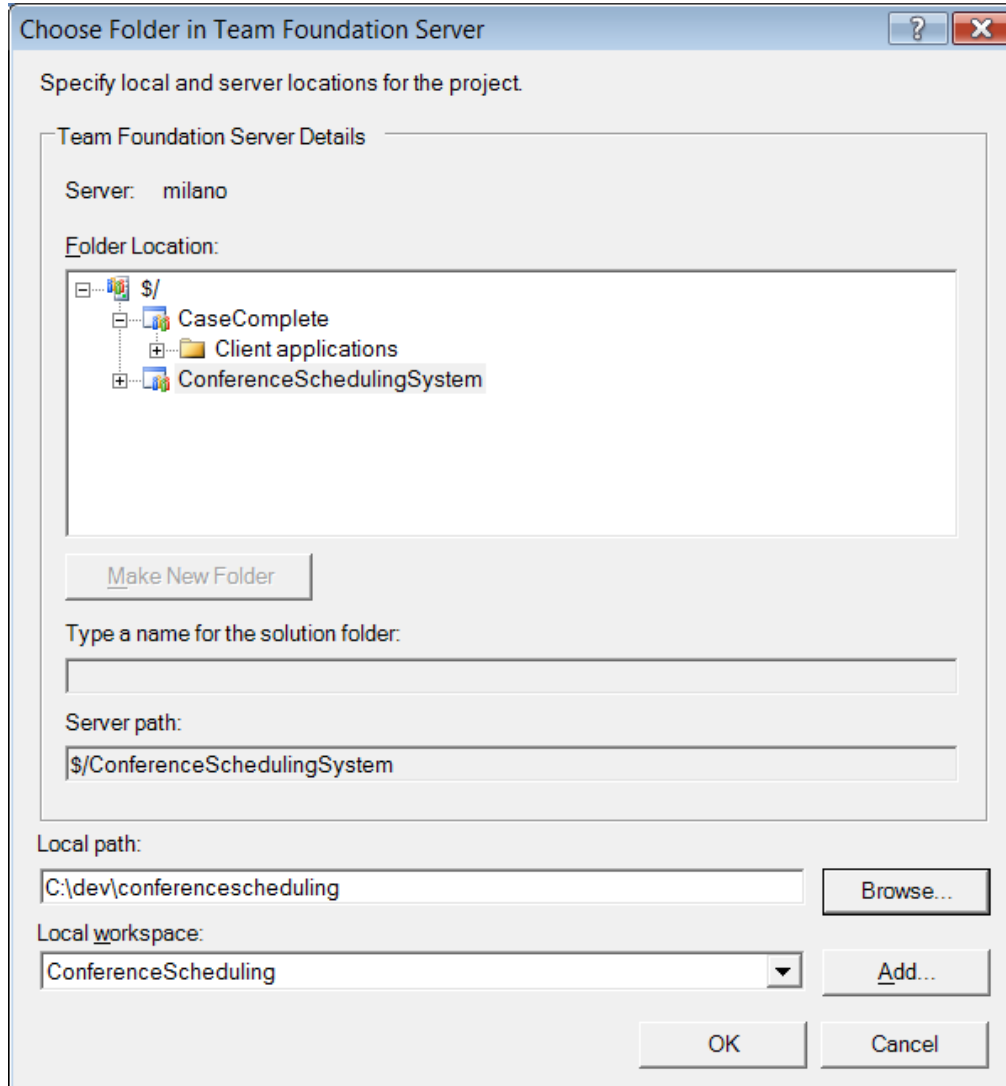 Choose Folder in Team Foundation Server
Specify local and server locations for the project.
Team Foundation Server Details
Server: milano
Folder Location:
$/
CaseComplete
Client applications
ConferenceSchedulingSystem
Make New Folder
Type a name for the solution folder:
Server path:
$/ConferenceSchedulingSystem
Local path:
C:\dev\conferencescheduling
Browse...
Local workspace:
ConferenceScheduling
Add...
OK Cancel